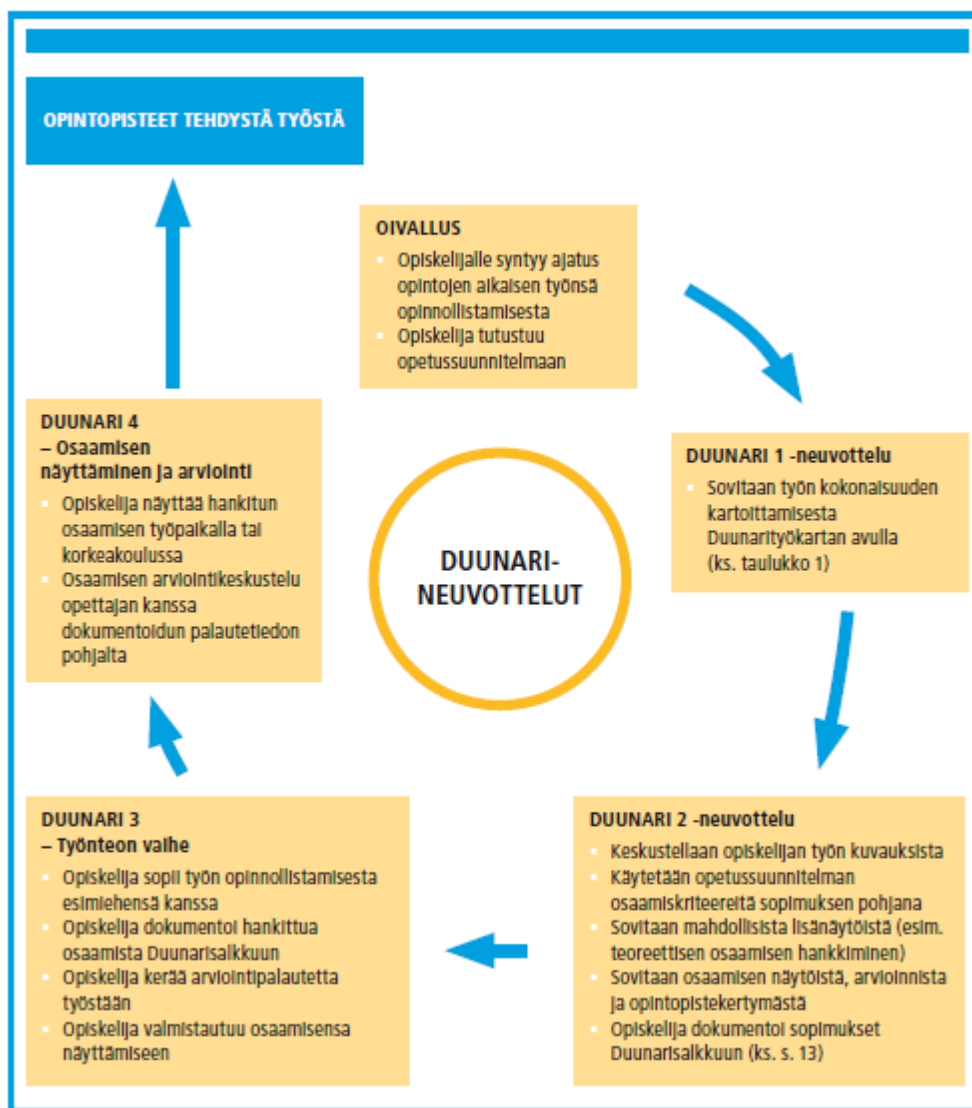 OPINTOPISTEET TEHDYSTÄ TYÖSTÄ
OIVALLUS
Opiskelijalle syntyy ajatus
opintojen aikaisen työnsä
opinnollistamisesta
Opiskelija tutustuu
opetussuunnitelmaan
DUUNARI 1 -neuvottelu
Sovitaan työn kokonaisuuden
kartoittamisesta
Duunarityökartan avulla
(ks. taulukko 1)
DUUNARI 2 -neuvottelu
Keskustellaan opiskelijan työn kuvauksista
Käytetään opetussuunnitelman
osaamiskriteereitä sopimuksen pohjana
Sovitaan mahdollisista lisänäytöistä (esim.
teoreettisen osaamisen hankkiminen)
Sovitaan osaamisen näytöistä, arvioinnista
ja opintopistekertymästä
Opiskelija dokumentoi sopimukset
Duunarisalkkuun (ks. s. 13)
DUUNARI 3
– Työnteon vaihe
Opiskelija sopii työn opinnollistamisesta
esimiehensä kanssa
Opiskelija dokumentoi hankittua
osaamista Duunarisalkkuun
Opiskelija kerää arviointipalautetta
työstään
Opiskelija valmistautuu osaamisensa
näyttämiseen
DUUNARI 4
– Osaamisen
näyttäminen ja arviointi
Opiskelija näyttää hankitun
osaamisen työpaikalla tai
korkeakoulussa
Osaamisen arviointikeskustelu
opettajan kanssa
dokumentoidun palautetiedon
pohjalta
DUUNARI-
NEUVOTTELUT